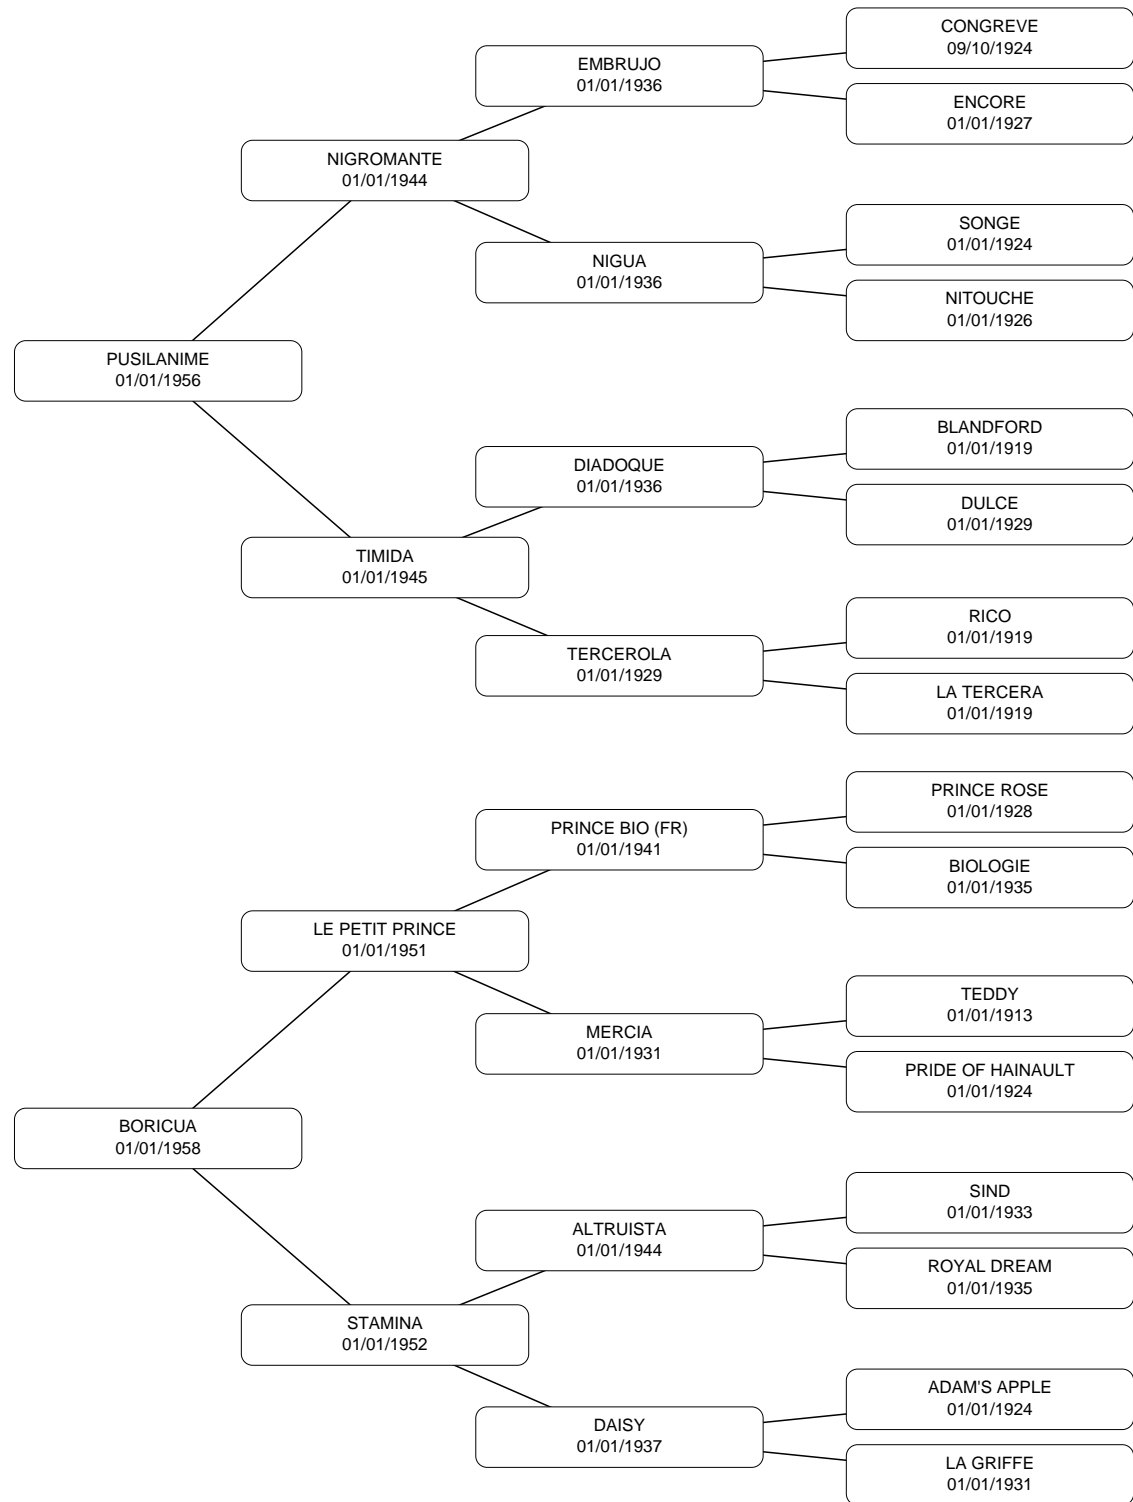 CONGREVE
09/10/1924
EMBRUJO
01/01/1936
ENCORE
01/01/1927
NIGROMANTE
01/01/1944
SONGE
01/01/1924
NIGUA
01/01/1936
NITOUCHE
01/01/1926
PUSILANIME
01/01/1956
BLANDFORD
01/01/1919
DIADOQUE
01/01/1936
DULCE
01/01/1929
TIMIDA
01/01/1945
RICO
01/01/1919
TERCEROLA
01/01/1929
LA TERCERA
01/01/1919
PRINCE ROSE
01/01/1928
PRINCE BIO (FR)
01/01/1941
BIOLOGIE
01/01/1935
LE PETIT PRINCE
01/01/1951
TEDDY
01/01/1913
MERCIA
01/01/1931
PRIDE OF HAINAULT
01/01/1924
BORICUA
01/01/1958
SIND
01/01/1933
ALTRUISTA
01/01/1944
ROYAL DREAM
01/01/1935
STAMINA
01/01/1952
ADAM'S APPLE
01/01/1924
DAISY
01/01/1937
LA GRIFFE
01/01/1931